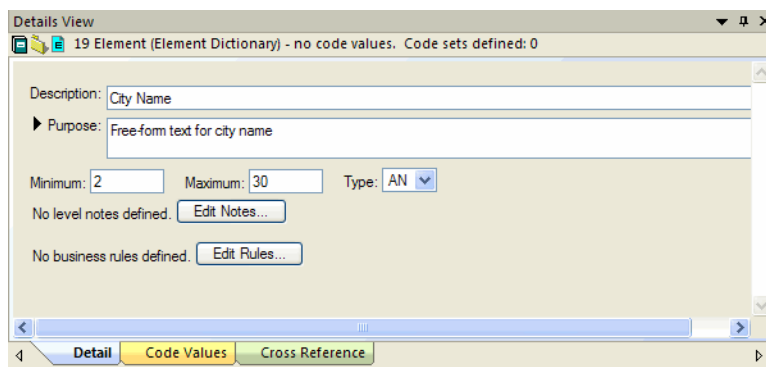 Details View
19 Element (Element Dictionary) - no code values. Code sets defined: 0
Description: City Name
Purpose: Free-form text for city name
Minimum: 2 Maximum: 30 Type: AN
No level notes defined. Edit Notes...
No business rules defined. Edit Rules...
Detail Code Values Cross Reference